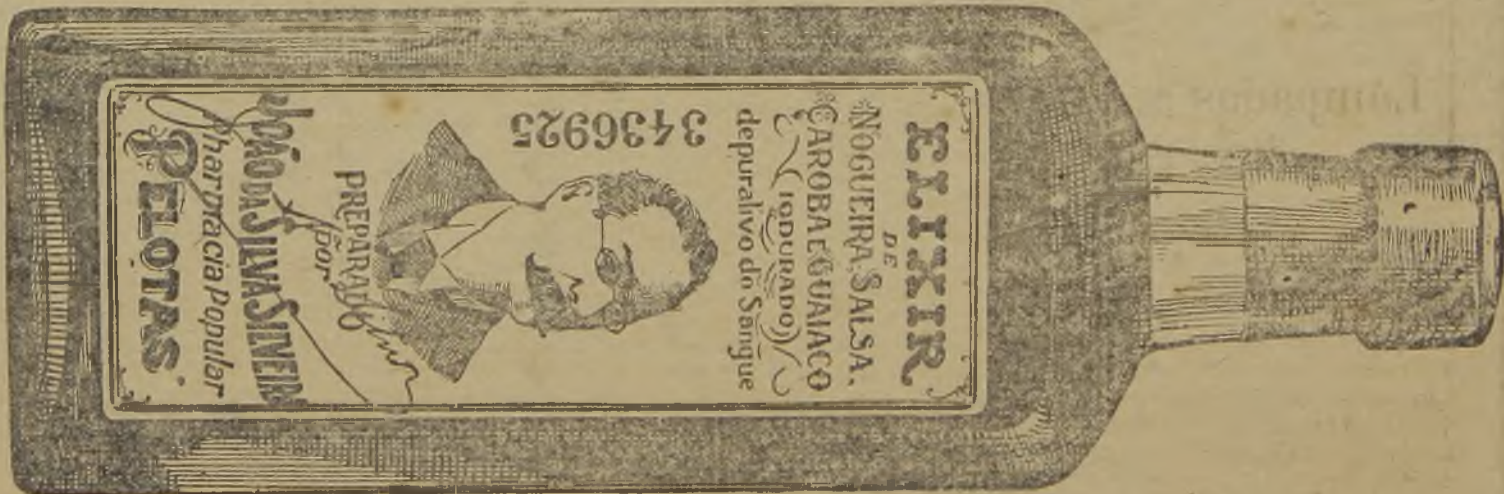 ELIXIR
DE
NOGUEIRA, SALSA,
CAROBA E GUAIACO
(IODURADO)
depurativo do Sangue
3436925
PREPARADO
por
JOÃO DA SILVA SILVEIRA
Pharmacia Popular
PELOTAS